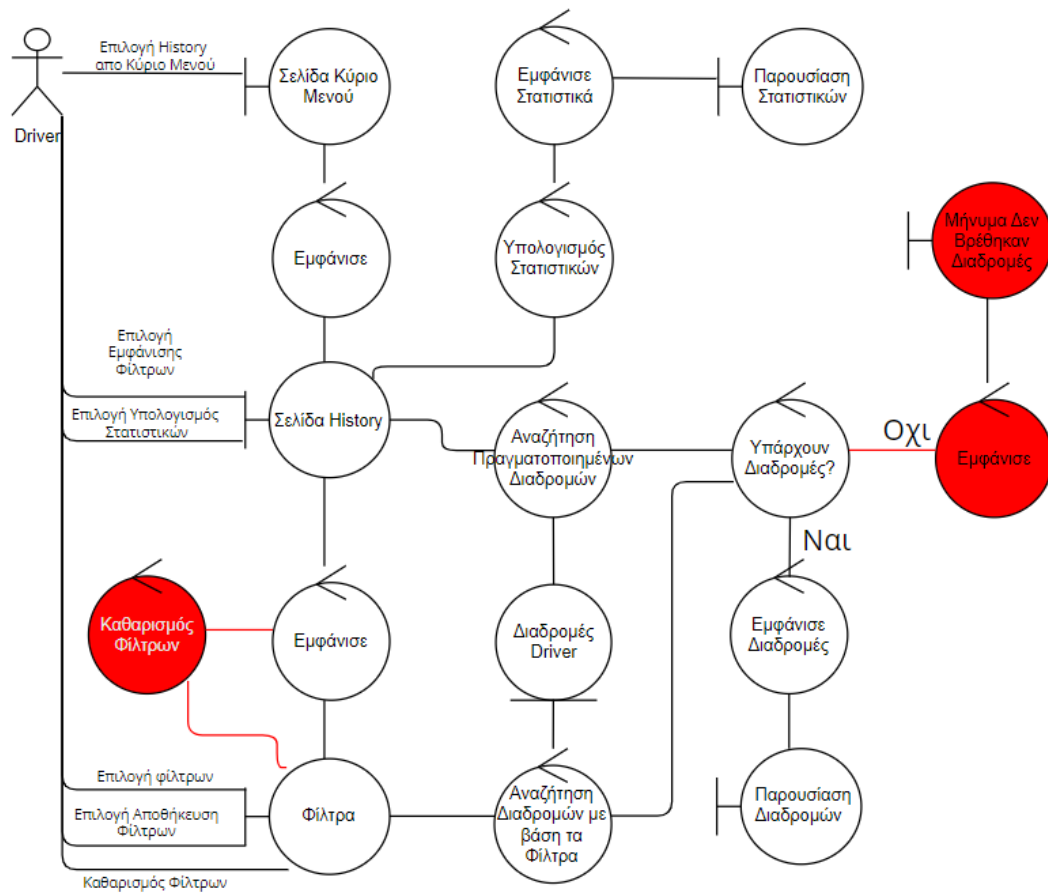 Επιλογή History
απο Κύριο Μενού
Driver
Σελίδα Κύριο
Μενού
Εμφάνισε
Στατιστικά
Παρουσίαση
Στατιστικών
Εμφάνισε
Υπολογισμός
Στατιστικών
Μήνυμα Δεν
Βρέθηκαν
Διαδρομές
Επιλογή
Εμφάνισης
Φίλτρων
Επιλογή Υπολογισμός
Στατιστικών
Σελίδα History
Αναζήτηση
Πραγματοποιημένων
Διαδρομών
Υπάρχουν
Διαδρομές?
Οχι
Εμφάνισε
Ναι
Καθαρισμός
Φίλτρων
Εμφάνισε
Διαδρομές
Driver
Εμφάνισε
Διαδρομές
Επιλογή φίλτρων
Επιλογή Αποθήκευση
Φίλτρων
Φίλτρα
Αναζήτηση
Διαδρομών με
βάση τα
Φίλτρα
Παρουσίαση
Διαδρομών
Καθαρισμός Φίλτρων